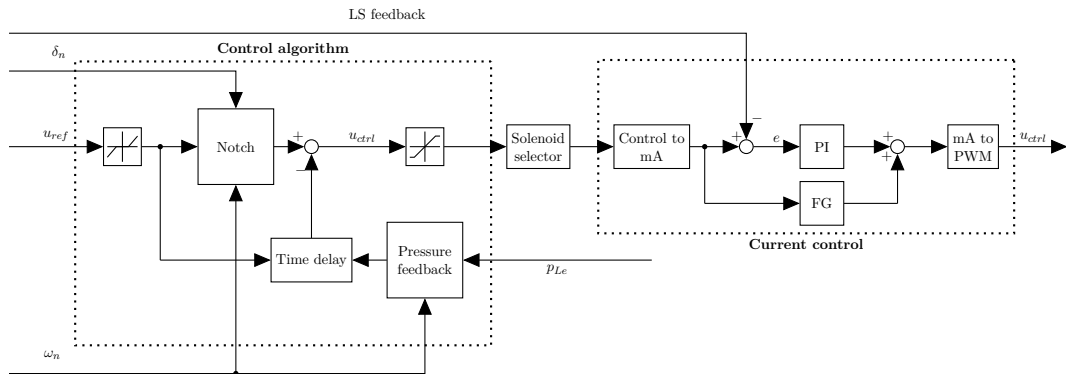 LS feedback
δn
Control algorithm
uref
Notch
+
−
uctrl
Solenoid
selector
Control to
mA
−
+
e
PI
+
+
mA to
PWM
uctrl
FG
Time delay
Pressure
feedback
pLe
Current control
ωn